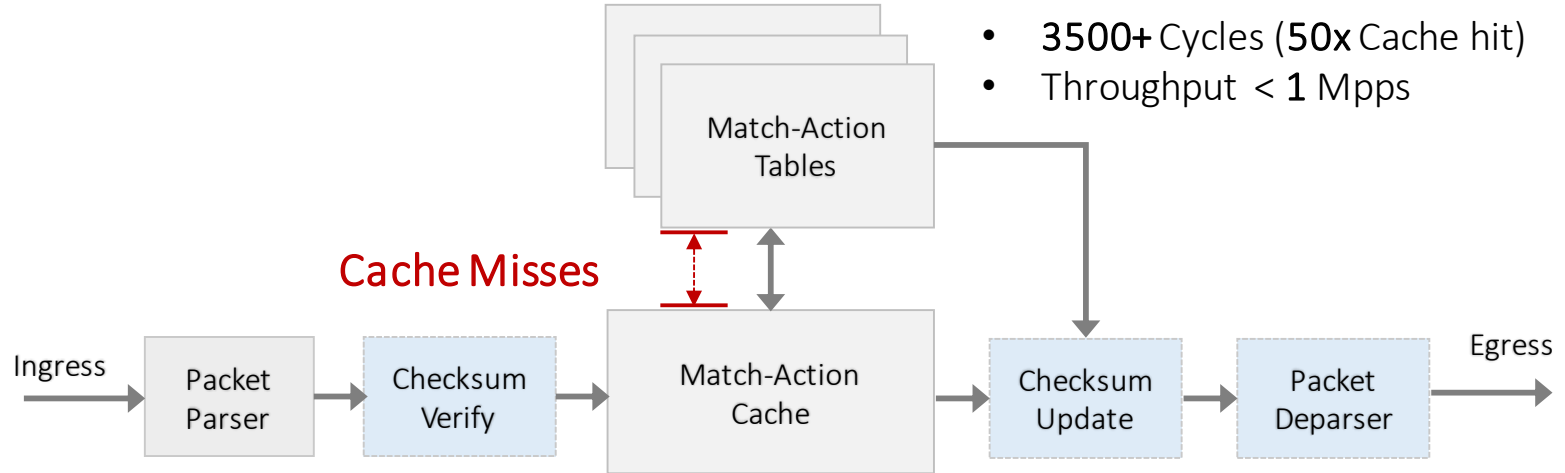 • 3500+ Cycles (50x Cache hit)
• Throughput < 1 Mpps
Match-Action
Tables
Cache Misses
Ingress
Packet
Parser
Checksum
Verify
Match-Action
Cache
Checksum
Update
Packet
Deparser
Egress